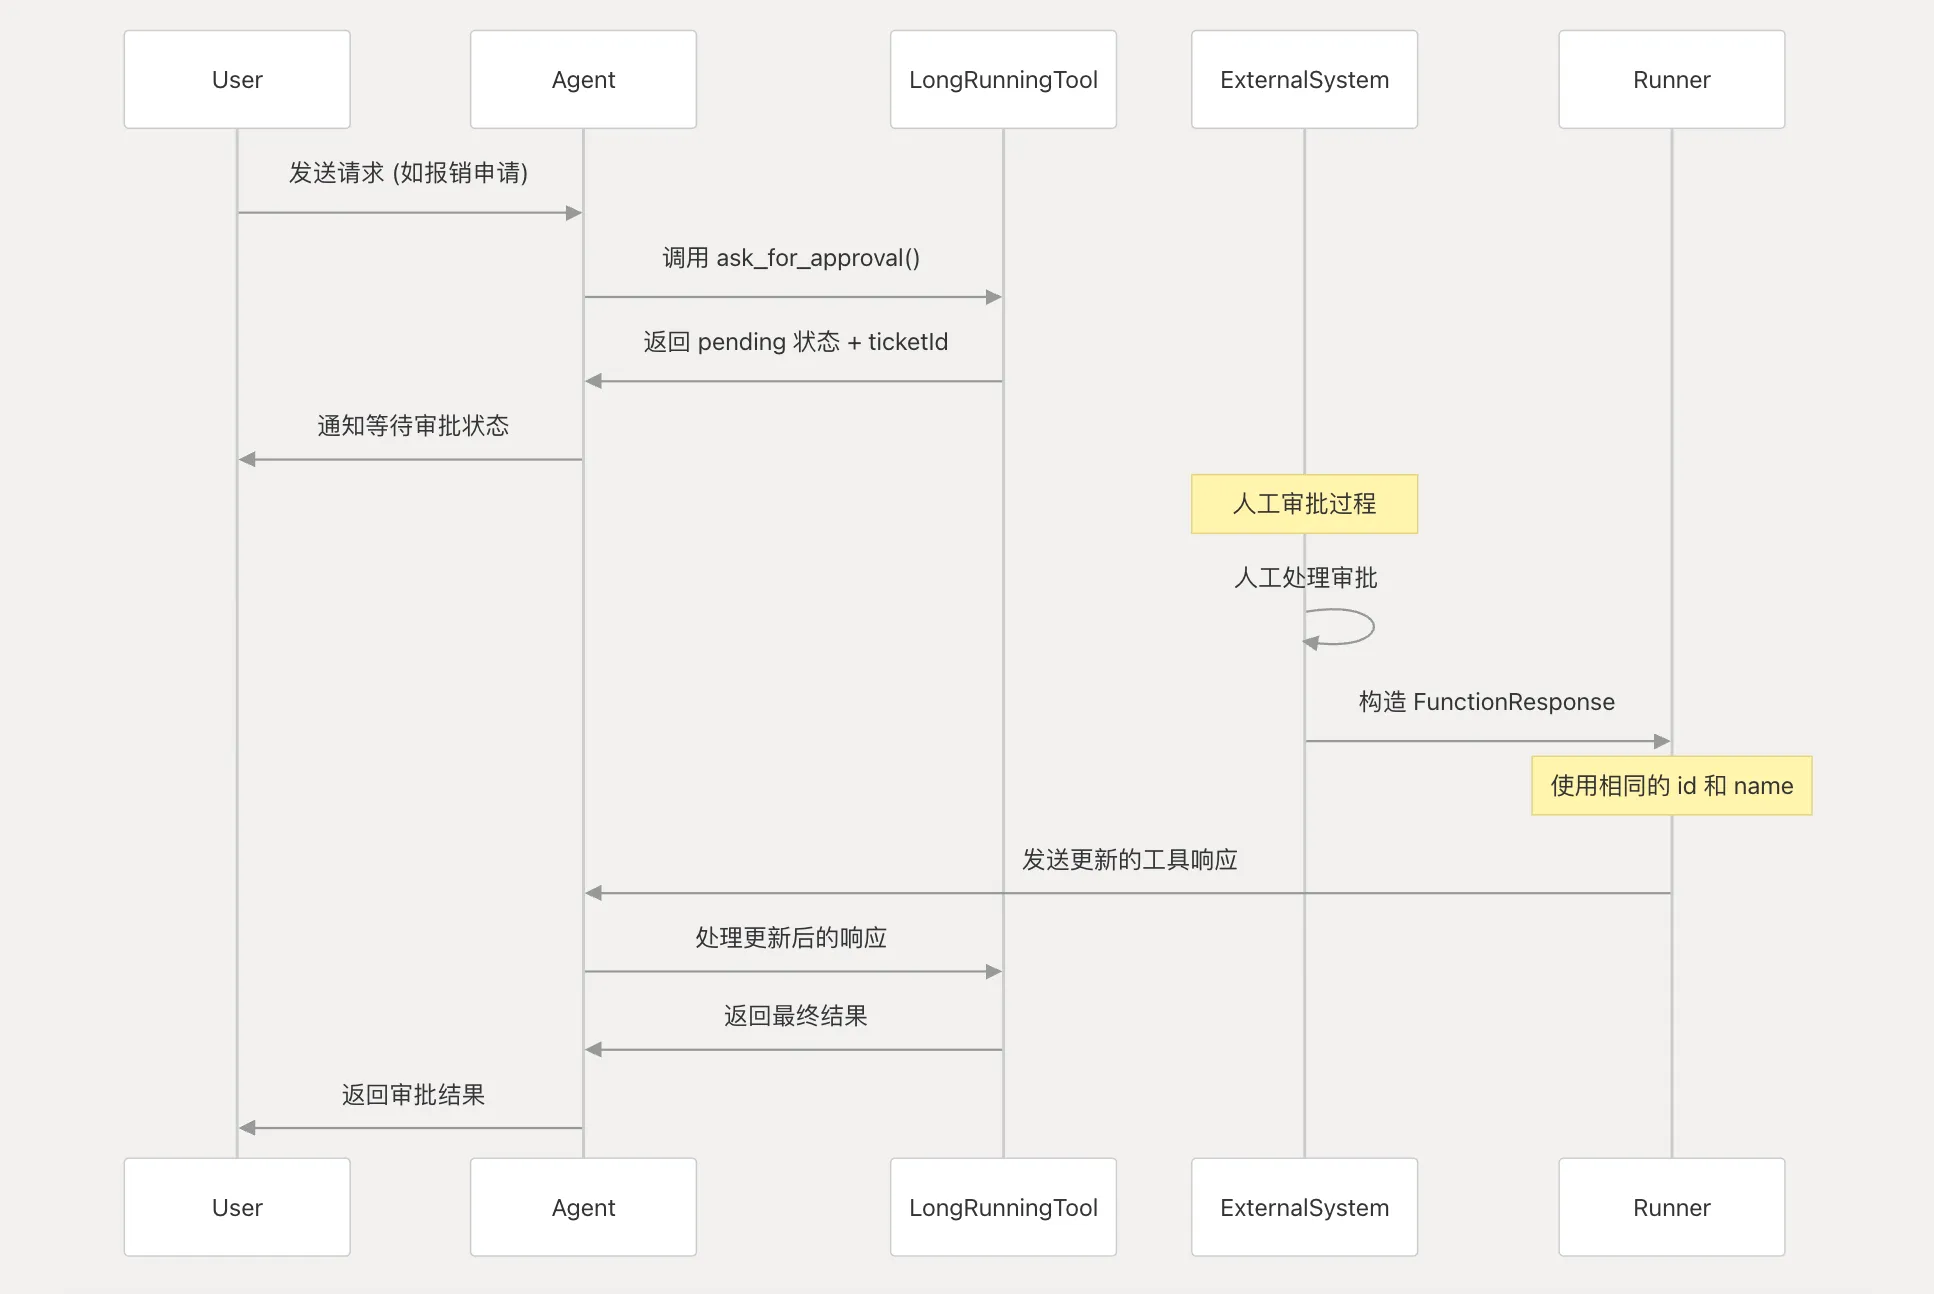 User
Agent
LongRunningTool
ExternalSystem
Runner
发送请求 (如报销申请)
调用 ask_for_approval()
返回 pending 状态 + ticketId
通知等待审批状态
人工审批过程
人工处理审批
构造 FunctionResponse
使用相同的 id 和 name
发送更新的工具响应
处理更新后的响应
返回最终结果
返回审批结果
User
Agent
LongRunningTool
ExternalSystem
Runner